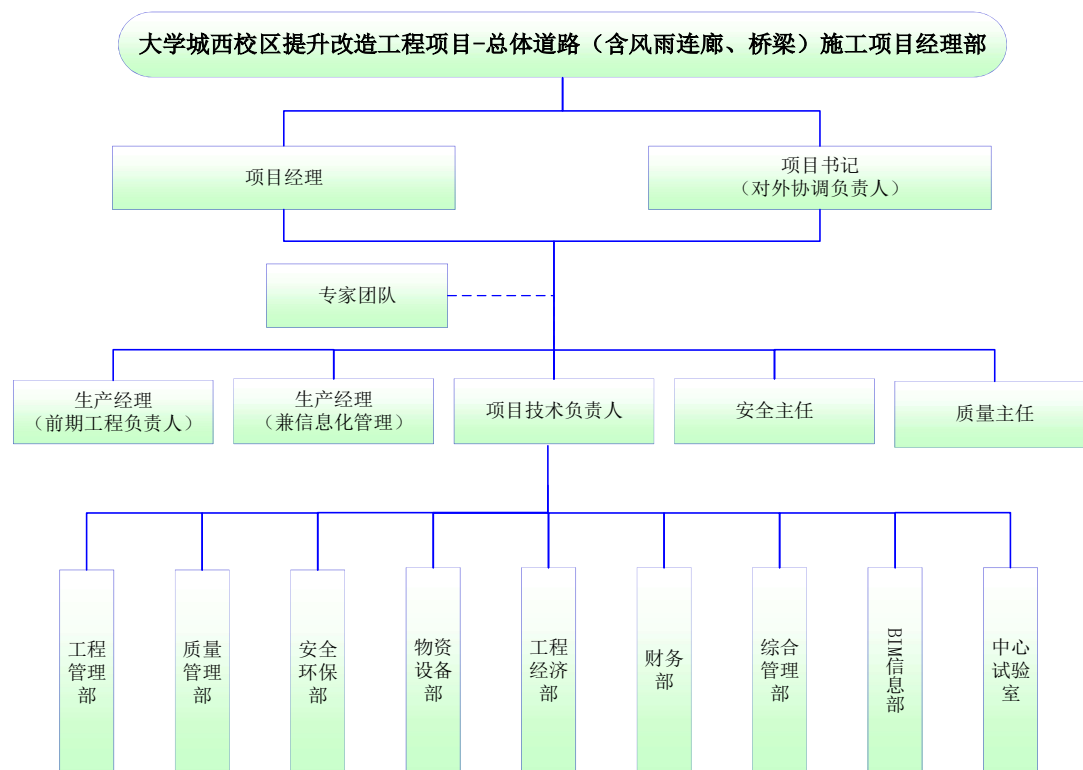 大学城西校区提升改造工程项目-总体道路（含风雨连廊、桥梁）施工项目经理部
项目经理
项目书记
（对外协调负责人）
专家团队
生产经理
（前期工程负责人）
生产经理
（兼信息化管理）
项目技术负责人
安全主任
质量主任
工程
管理
部
质量
管理
部
安全
环保
部
物资
设备
部
工程
经济
部
财务
部
综合
管理
部
BIM信息部
中心
试验
室